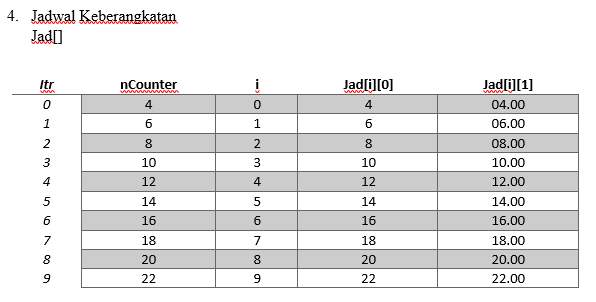 4. Jadwal Keberangkatan
Jad[]
Itr nCounter i Jad[i][0] Jad[i][1]
0 4 0 4 04.00
1 6 1 6 06.00
2 8 2 8 08.00
3 10 3 10 10.00
4 12 4 12 12.00
5 14 5 14 14.00
6 16 6 16 16.00
7 18 7 18 18.00
8 20 8 20 20.00
9 22 9 22 22.00